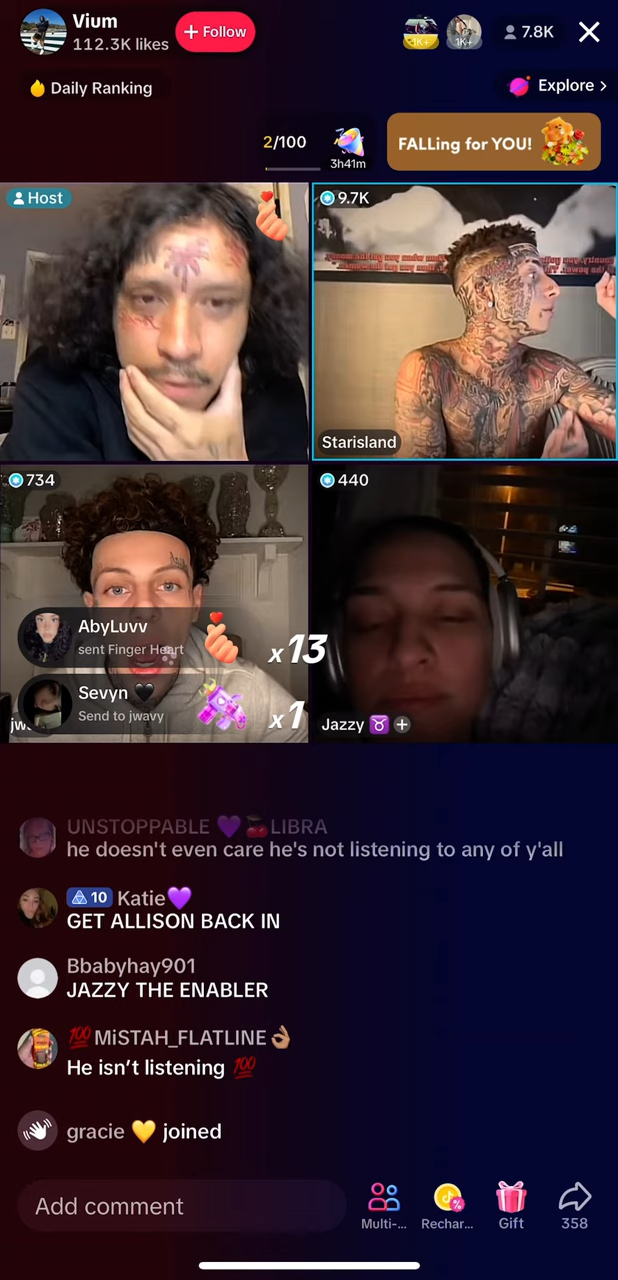 Vium
112.3K likes
+ Follow
1K+
1K+
7.8K
Daily Ranking
Explore >
2/100
3h41m
FALLing for YOU!
Host
9.7K
Starisland
734
440
AbyLuvv
sent Finger Heart
x13
Sevyn 🖤
Send to jwavy
x1
jw
Jazzy ♉
UNSTOPPABLE 💜🍒LIBRA
he doesn't even care he's not listening to any of y'all
10 Katie💜
GET ALLISON BACK IN
Bbabyhay901
JAZZY THE ENABLER
💯MiSTAH_FLATLINE👌🏽
He isn't listening 💯
gracie 💛 joined
Add comment
Multi-...
Rechar...
Gift
358